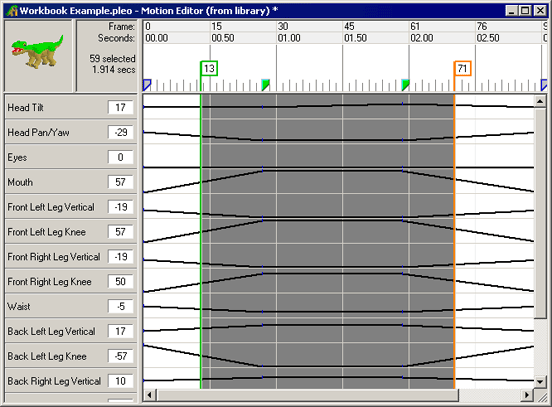 Workbook Example.pleo - Motion Editor (from library) *
Frame: 0 15 30 45 61 76
Seconds: 00.00 00.50 01.00 01.50 02.00 02.50
59 selected
1.914 secs
13 71
Head Tilt 17
Head Pan/Yaw -29
Eyes 0
Mouth 57
Front Left Leg Vertical -19
Front Left Leg Knee 57
Front Right Leg Vertical -19
Front Right Leg Knee 50
Waist -5
Back Left Leg Vertical 17
Back Left Leg Knee -57
Back Right Leg Vertical 10